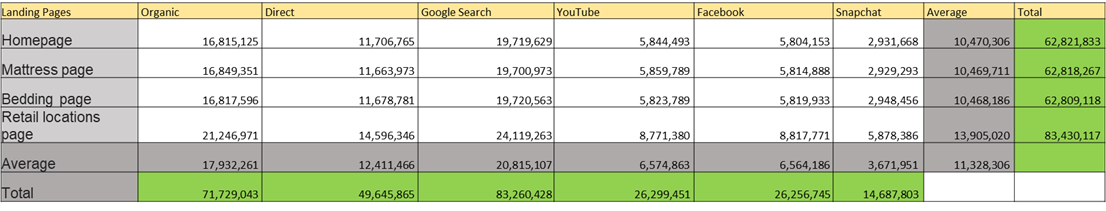 Landing Pages Organic Direct Google Search YouTube Facebook Snapchat Average Total
Homepage 16,815,125 11,706,765 19,719,629 5,844,493 5,804,153 2,931,668 10,470,306 62,821,833
Mattress page 16,849,351 11,663,973 19,700,973 5,859,789 5,814,888 2,929,293 10,469,711 62,818,267
Bedding page 16,817,596 11,678,781 19,720,563 5,823,789 5,819,933 2,948,456 10,468,186 62,809,118
Retail locations
page 21,246,971 14,596,346 24,119,263 8,771,380 8,817,771 5,878,386 13,905,020 83,430,117
Average 17,932,261 12,411,466 20,815,107 6,574,863 6,564,186 3,671,951 11,328,306
Total 71,729,043 49,645,865 83,260,428 26,299,451 26,256,745 14,687,803